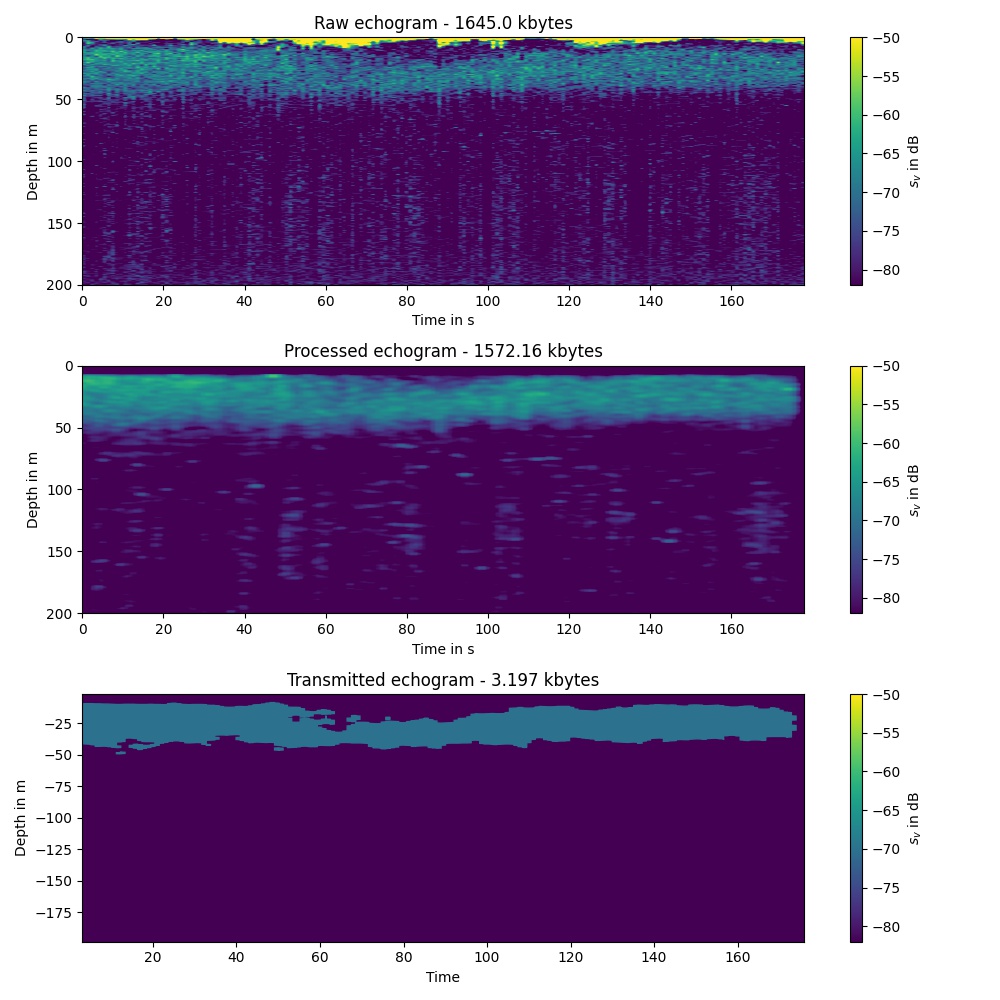 Raw echogram - 1645.0 kbytes
0
50
100
150
200
Depth in m
0 20 40 60 80 100 120 140 160
Time in s
−50
−55
−60
−65
−70
−75
−80
s_v in dB
Processed echogram - 1572.16 kbytes
0
50
100
150
200
Depth in m
0 20 40 60 80 100 120 140 160
Time in s
−50
−55
−60
−65
−70
−75
−80
s_v in dB
Transmitted echogram - 3.197 kbytes
−25
−50
−75
−100
−125
−150
−175
Depth in m
20 40 60 80 100 120 140 160
Time
−50
−55
−60
−65
−70
−75
−80
s_v in dB